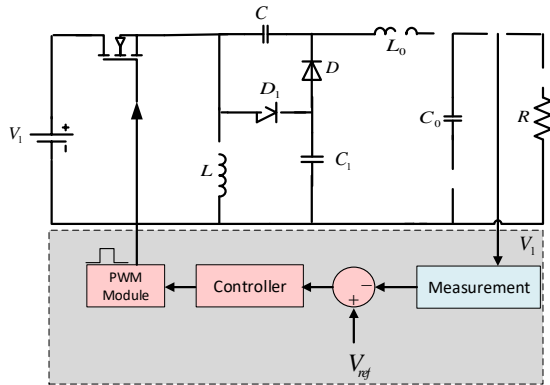 C
L₀
D
D₁
V₁
+
-
C₀
R
L
C₁
V₁
PWM
Module
Controller
−
+
Measurement
V_ref